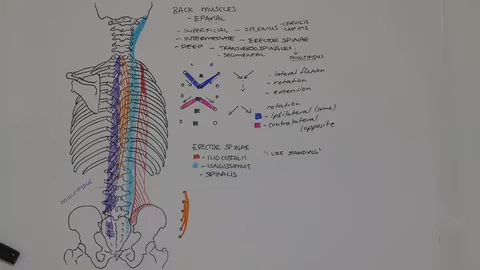 BACK MUSCLES
- EPAXIAL
- SUPERFICIAL - SPLENIUS - CERVICIS
CAPITIS
- INTERMEDIATE - ERECTOR SPINAE
- DEEP - TRANSVERSOSPINALES
- SEGMENTAL
MULTIFIDUS
- lateral flexion
- rotation
- extension
rotation
- ipsilateral (same)
- contralateral (opposite
ERECTOR SPINAE
- ILIOCOSTALIS
- LONGISSIMUS
- SPINALIS
"I LIKE STANDING"
MULTIFIDUS